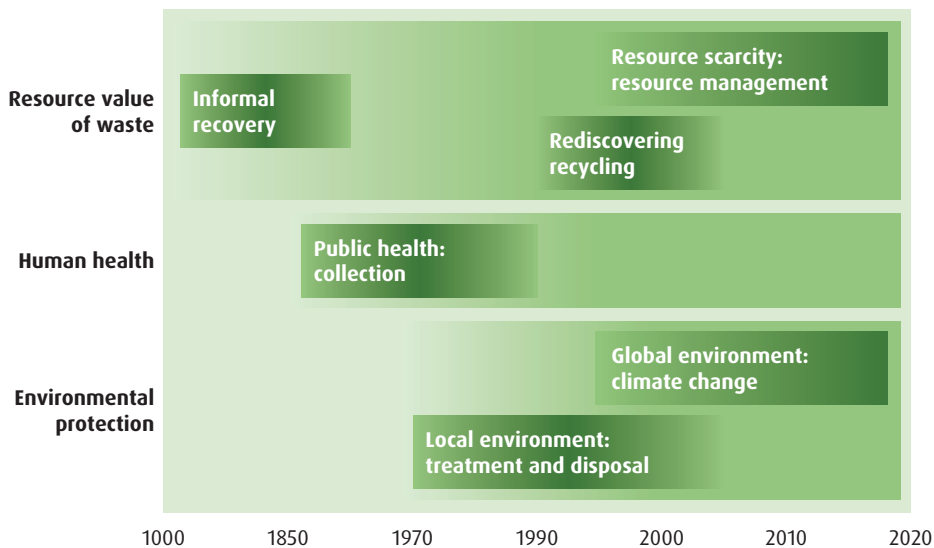 Resource value
of waste
Informal
recovery
Resource scarcity:
resource management
Rediscovering
recycling
Human health
Public health:
collection
Environmental
protection
Global environment:
climate change
Local environment:
treatment and disposal
1000 1850 1970 1990 2000 2010 2020